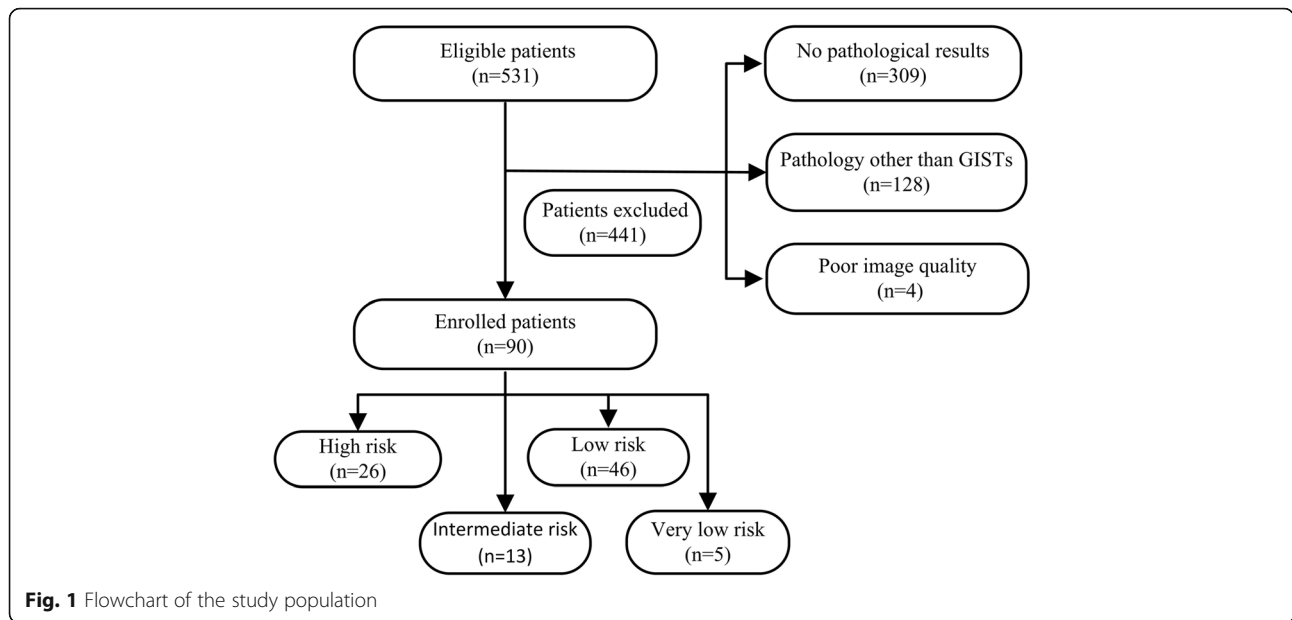 Eligible patients
(n=531)
No pathological results
(n=309)
Pathology other than GISTs
(n=128)
Patients excluded
(n=441)
Poor image quality
(n=4)
Enrolled patients
(n=90)
High risk
(n=26)
Low risk
(n=46)
Intermediate risk
(n=13)
Very low risk
(n=5)
Fig. 1 Flowchart of the study population